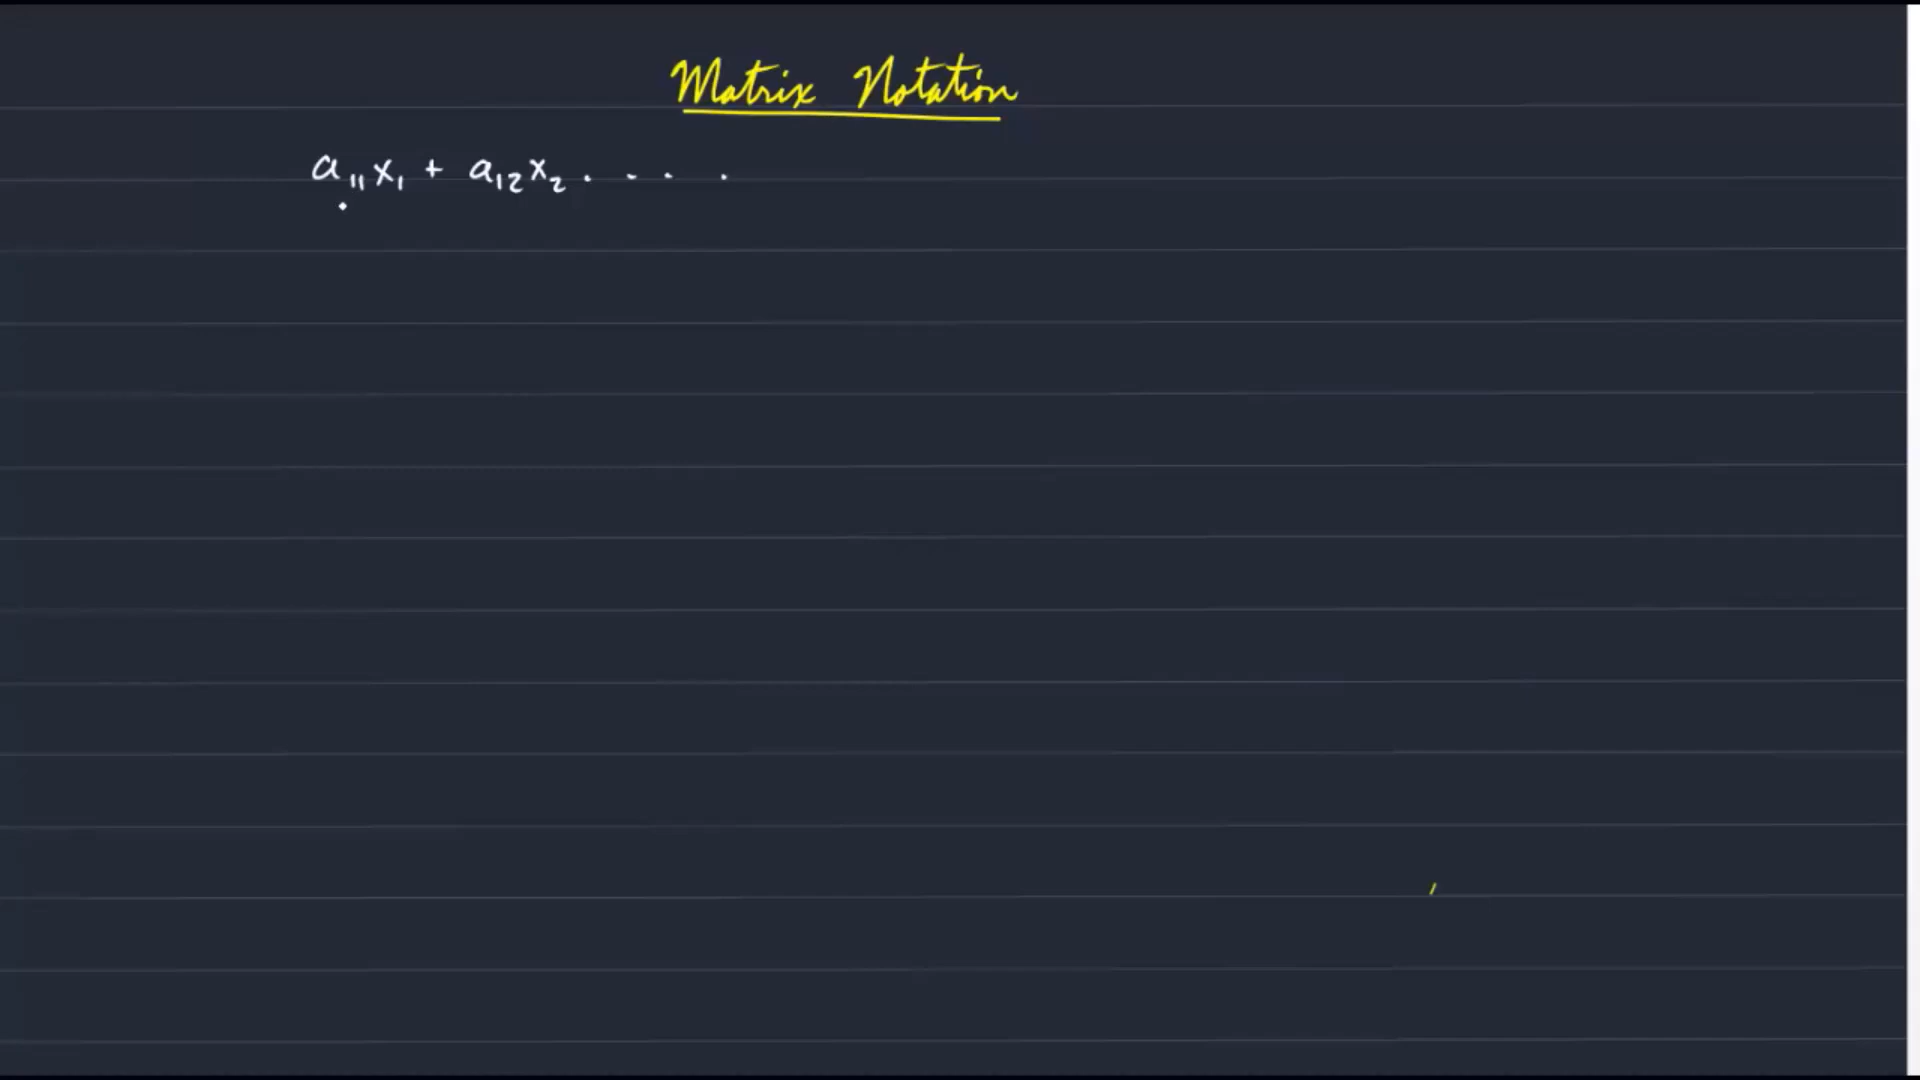 Matrix Notation
a₁₁x₁ + a₁₂x₂ . . . .